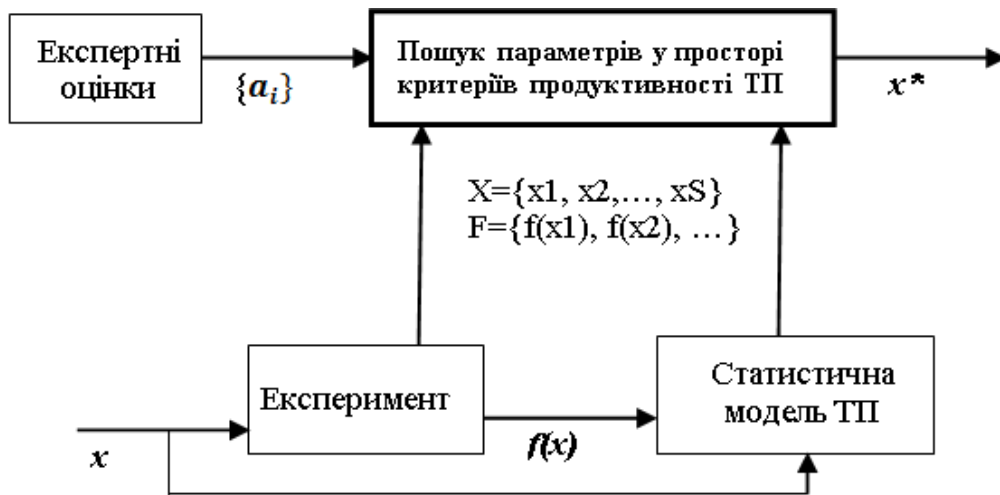 Експертні
оцінки
{aᵢ}
Пошук параметрів у просторі
критеріїв продуктивності ТП
x*
X={x1, x2,…, xS}
F={f(x1), f(x2), …}
Експеримент
Статистична
модель ТП
x
f(x)